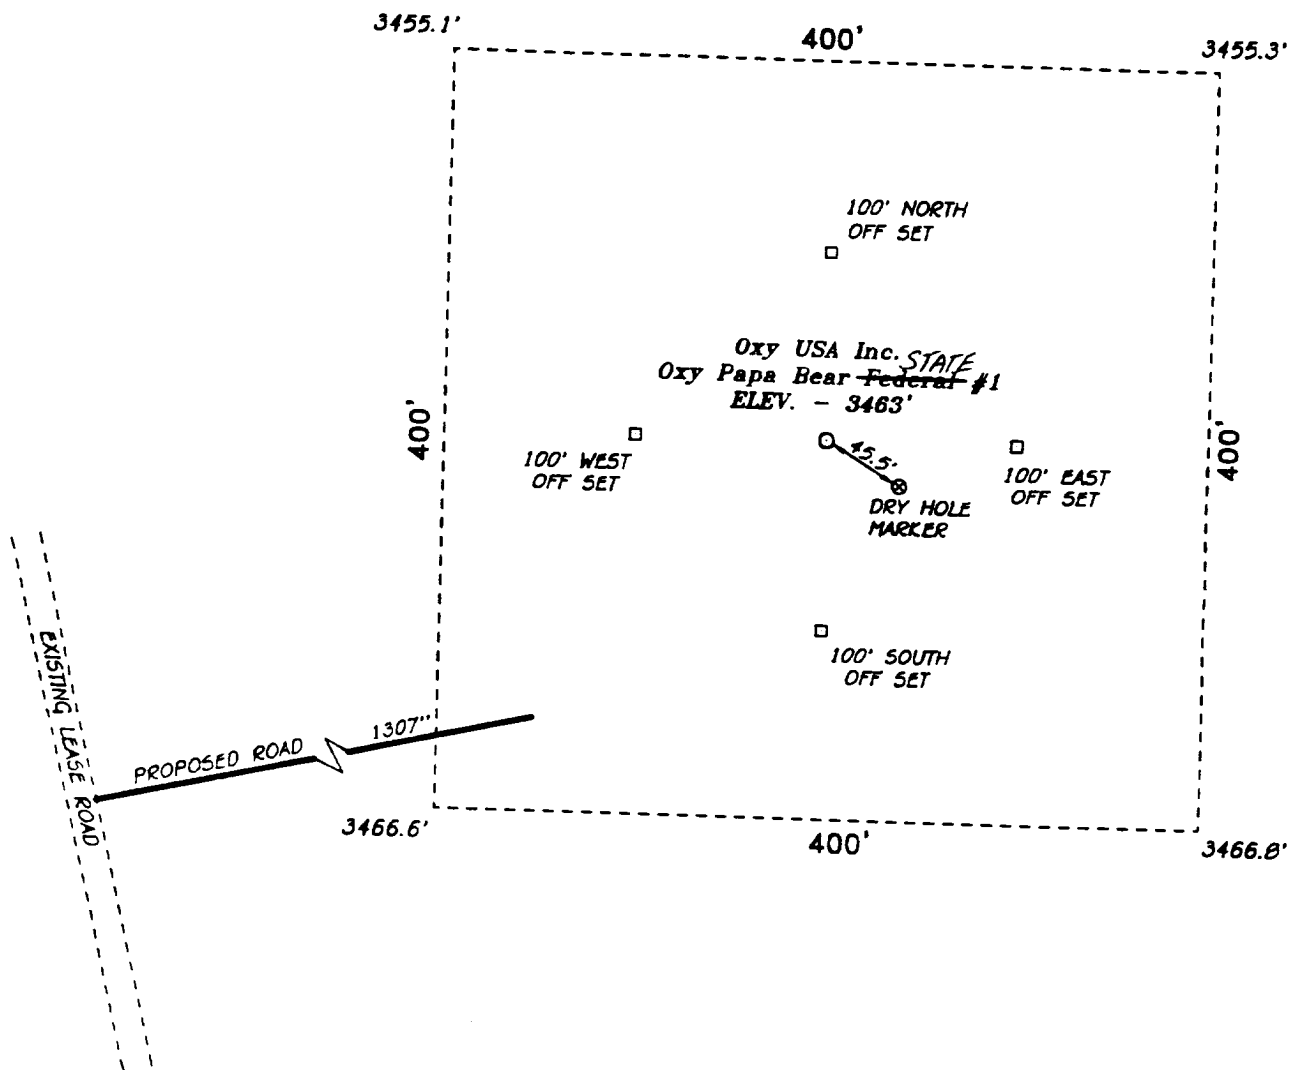 3455.1'
400'
3455.3'
100' NORTH
OFF SET
Oxy USA Inc. STATE
Oxy Papa Bear Federal #1
ELEV. - 3463'
400'
100' WEST
OFF SET
45.5'
DRY HOLE
MARKER
100' EAST
OFF SET
400'
100' SOUTH
OFF SET
EXISTING LEASE ROAD
PROPOSED ROAD
1307"
3466.6'
400'
3466.8'